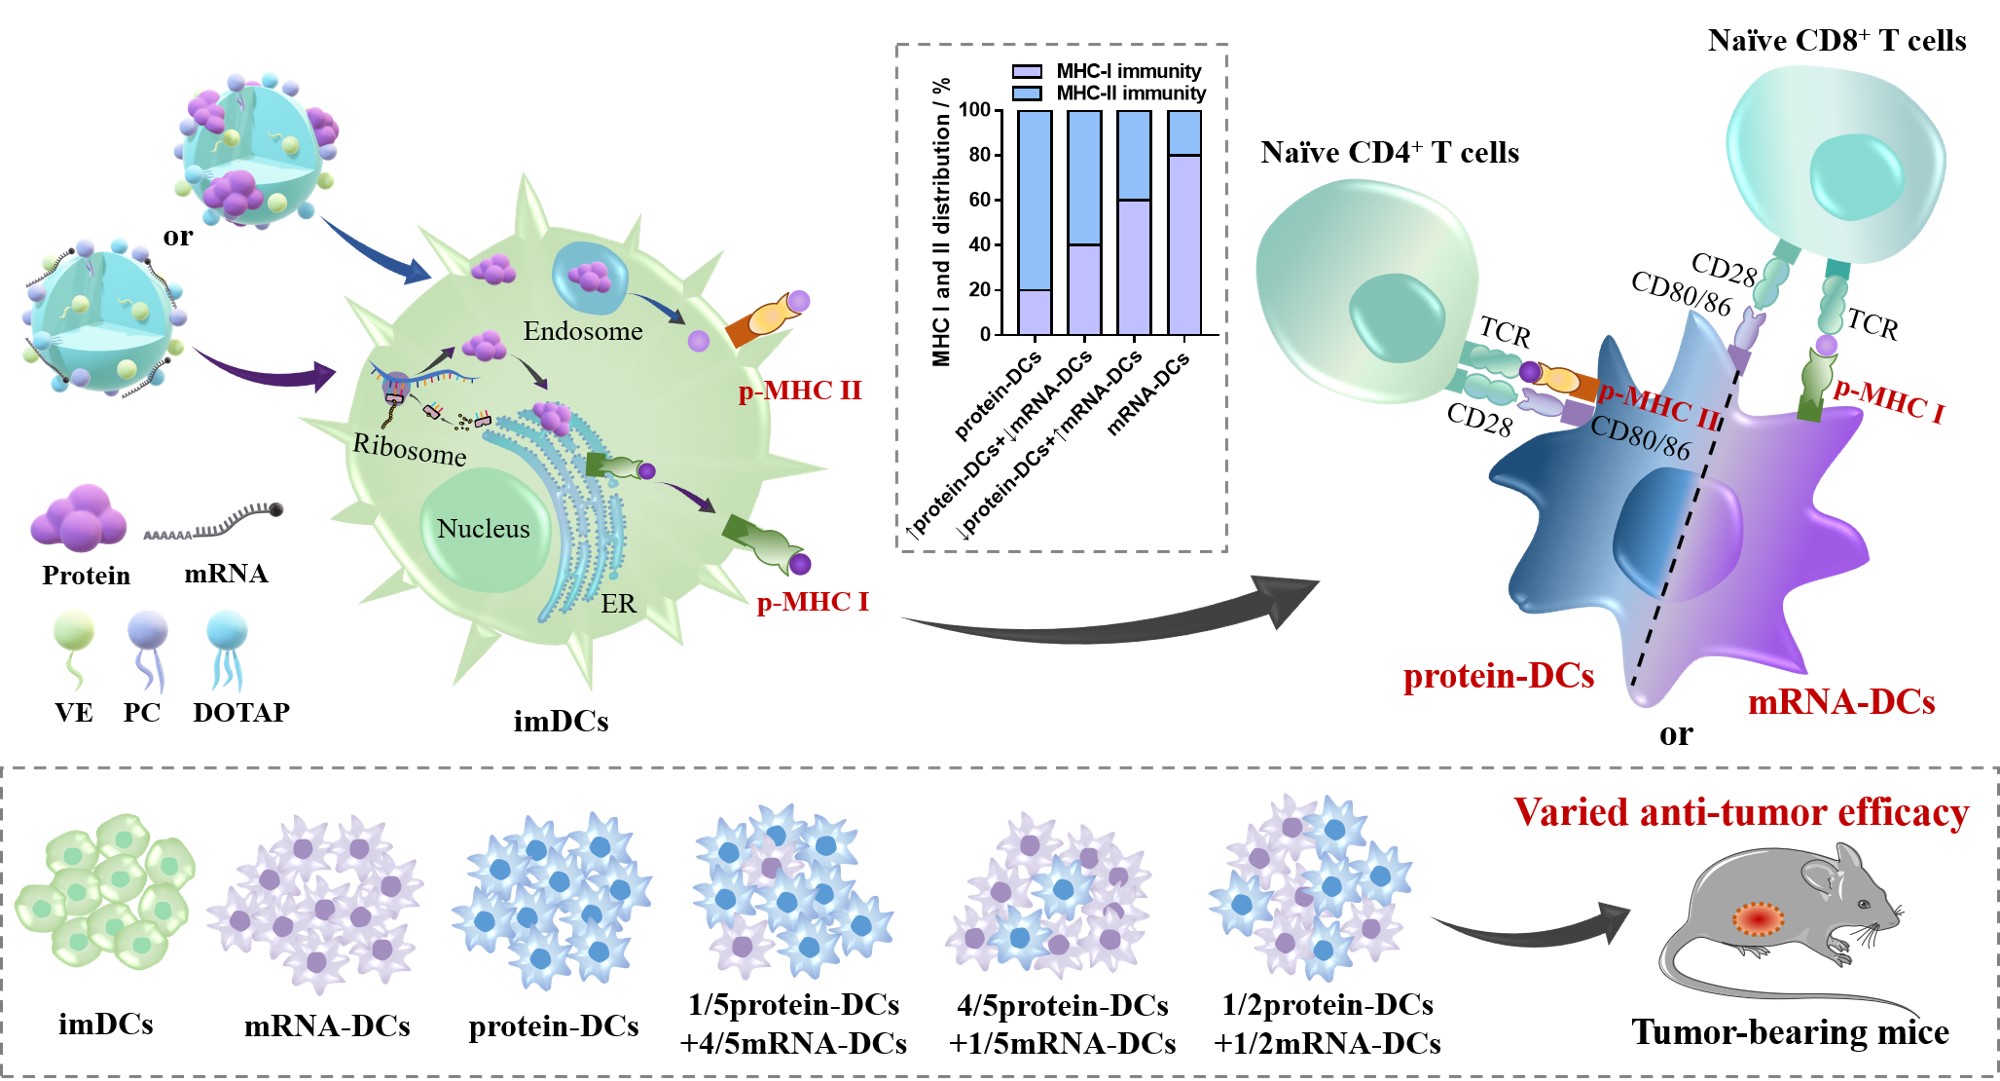 or
Endosome
Ribosome
Nucleus
ER
p-MHC II
p-MHC I
imDCs
Protein
mRNA
VE
PC
DOTAP
MHC-I immunity
MHC-II immunity
MHC I and II distribution / %
100
80
60
40
20
0
protein-DCs
↑protein-DCs+↓mRNA-DCs
↓protein-DCs+↑mRNA-DCs
mRNA-DCs
Naïve CD4⁺ T cells
Naïve CD8⁺ T cells
CD28
CD80/86
TCR
p-MHC I
TCR
p-MHC II
CD28
CD80/86
protein-DCs
mRNA-DCs
or
imDCs
mRNA-DCs
protein-DCs
1/5protein-DCs
+4/5mRNA-DCs
4/5protein-DCs
+1/5mRNA-DCs
1/2protein-DCs
+1/2mRNA-DCs
Varied anti-tumor efficacy
Tumor-bearing mice